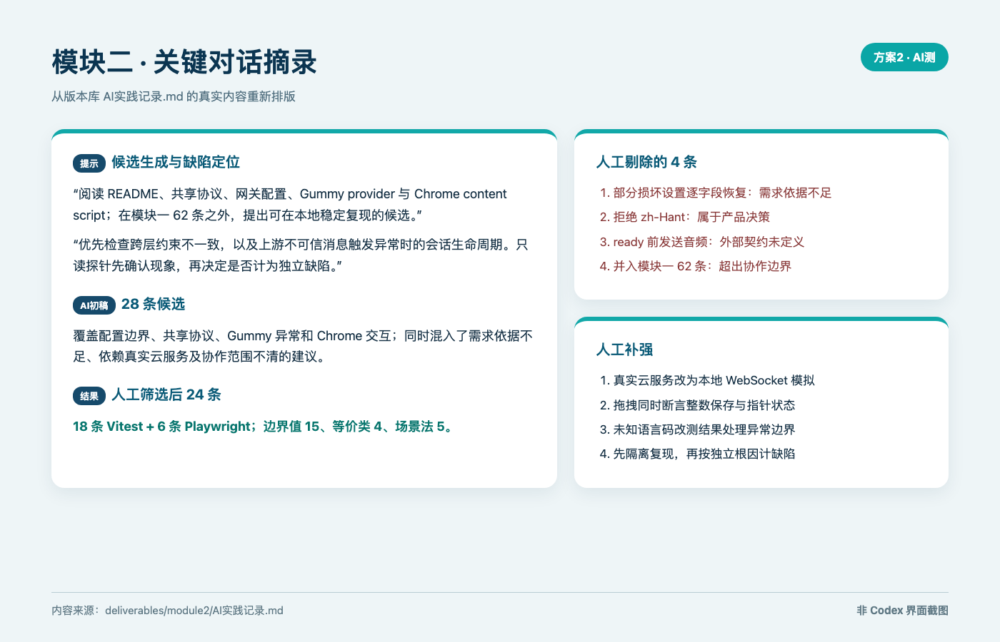 模块二 · 关键对话摘录
方案2 · AI测
从版本库 AI实践记录.md 的真实内容重新排版
提示 候选生成与缺陷定位
“阅读 README、共享协议、网关配置、Gummy provider 与 Chrome content
script；在模块一 62 条之外，提出可在本地稳定复现的候选。”
“优先检查跨层约束不一致，以及上游不可信消息触发异常时的会话生命周期。只
读探针先确认现象，再决定是否计为独立缺陷。”
AI初稿 28 条候选
覆盖配置边界、共享协议、Gummy 异常和 Chrome 交互；同时混入了需求依据不
足、依赖真实云服务及协作范围不清的建议。
结果 人工筛选后 24 条
18 条 Vitest + 6 条 Playwright；边界值 15、等价类 4、场景法 5。
人工剔除的 4 条
1. 部分损坏设置逐字段恢复：需求依据不足
2. 拒绝 zh-Hant：属于产品决策
3. ready 前发送音频：外部契约未定义
4. 并入模块一 62 条：超出协作边界
人工补强
1. 真实云服务改为本地 WebSocket 模拟
2. 拖拽同时断言整数保存与指针状态
3. 未知语言码改测结果处理异常边界
4. 先隔离复现，再按独立根因计缺陷
内容来源：deliverables/module2/AI实践记录.md
非 Codex 界面截图